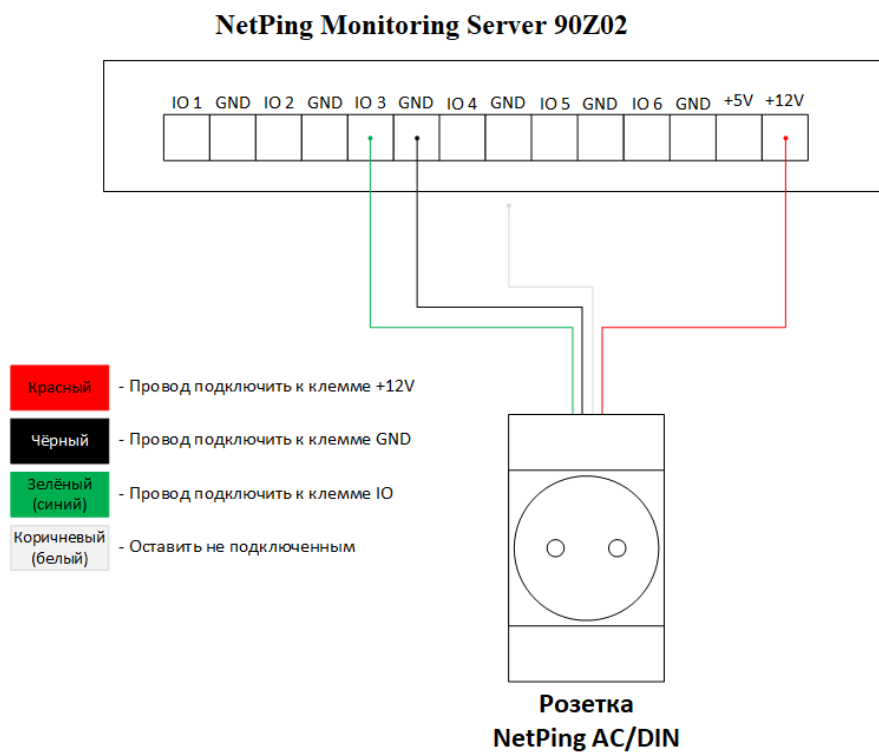 NetPing Monitoring Server 90Z02
IO 1 GND IO 2 GND IO 3 GND IO 4 GND IO 5 GND IO 6 GND +5V +12V
Красный - Провод подключить к клемме +12V
Чёрный - Провод подключить к клемме GND
Зелёный
(синий) - Провод подключить к клемме IO
Коричневый
(белый) - Оставить не подключенным
Розетка
NetPing AC/DIN